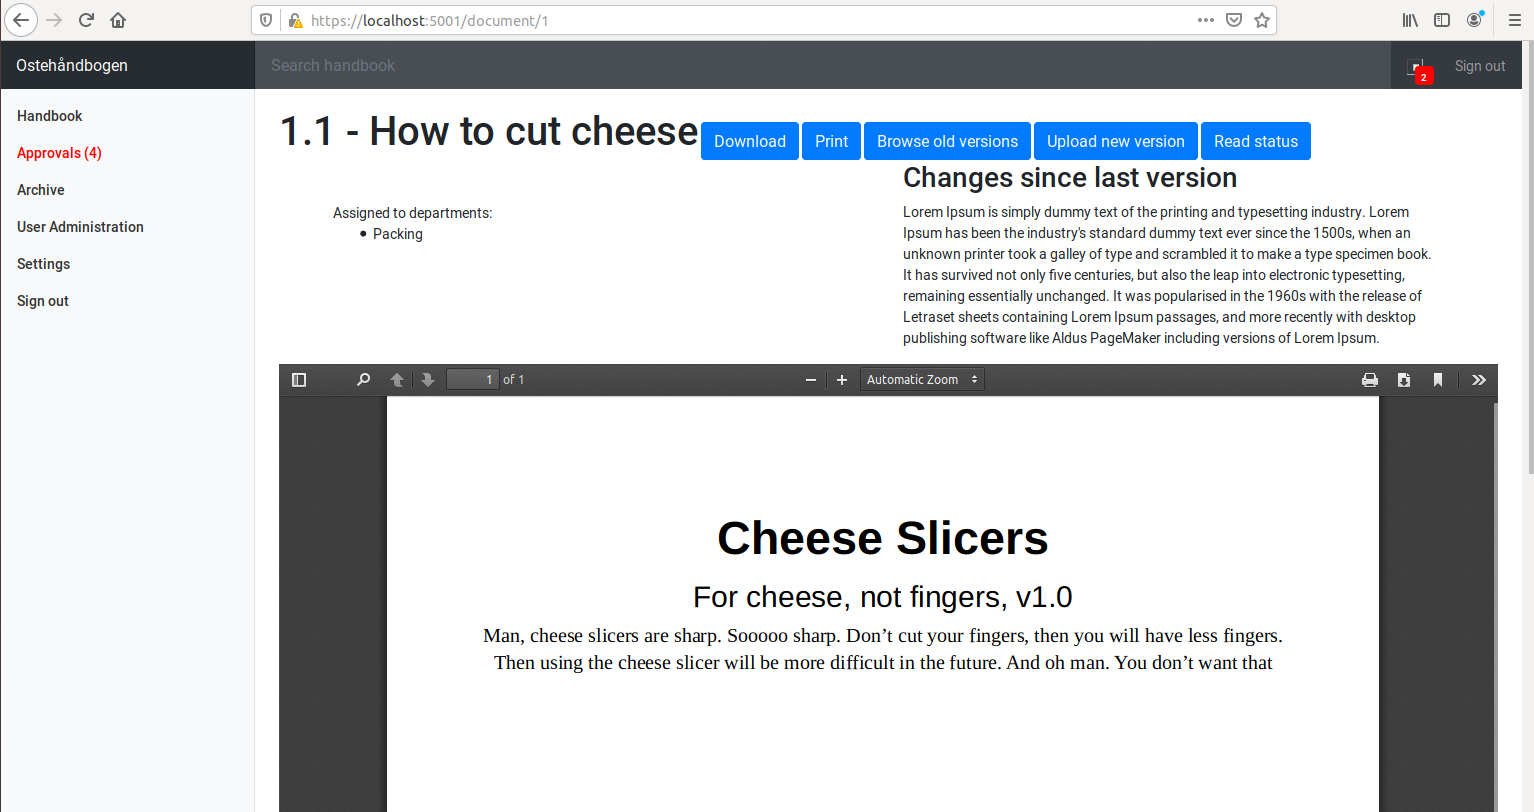 https://localhost:5001/document/1
Ostehåndbogen
Search handbook
2
Sign out
Handbook
Approvals (4)
Archive
User Administration
Settings
Sign out
1.1 - How to cut cheese
Download
Print
Browse old versions
Upload new version
Read status
Assigned to departments:
Packing
Changes since last version
Lorem Ipsum is simply dummy text of the printing and typesetting industry. Lorem
Ipsum has been the industry's standard dummy text ever since the 1500s, when an
unknown printer took a galley of type and scrambled it to make a type specimen book.
It has survived not only five centuries, but also the leap into electronic typesetting,
remaining essentially unchanged. It was popularised in the 1960s with the release of
Letraset sheets containing Lorem Ipsum passages, and more recently with desktop
publishing software like Aldus PageMaker including versions of Lorem Ipsum.
1 of 1
Automatic Zoom
Cheese Slicers
For cheese, not fingers, v1.0
Man, cheese slicers are sharp. Sooooo sharp. Don’t cut your fingers, then you will have less fingers.
Then using the cheese slicer will be more difficult in the future. And oh man. You don’t want that